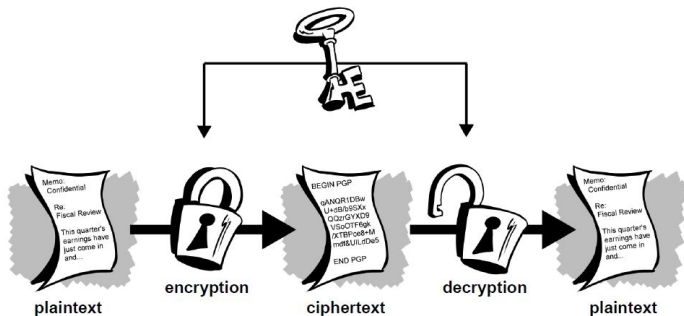 Memo:
Confidential
Re:
Fiscal Review
This quarter's
earnings have
just come in
and...
BEGIN PGP
qANQR1DBw
U+dB/b9SXx
OQzrGYXD9
VSoOTF6gk
/XTBPce8+M
mdf&UILdDe5
END PGP
Memo:
Confidential
Re:
Fiscal Review
This quarter's
earnings have
just come in
and...
plaintext
encryption
ciphertext
decryption
plaintext